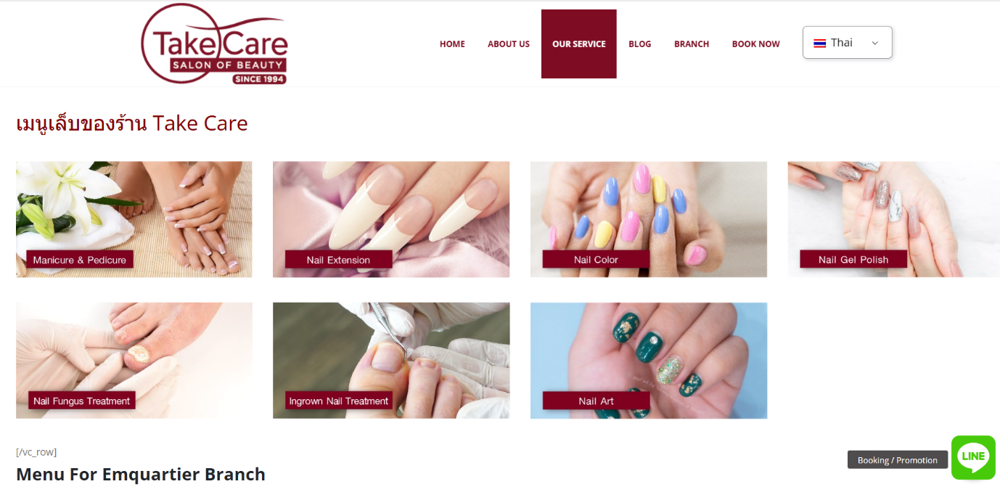 Take Care
SALON OF BEAUTY
SINCE 1994
HOME
ABOUT US
OUR SERVICE
BLOG
BRANCH
BOOK NOW
Thai
เมนูเล็บของร้าน Take Care
Manicure & Pedicure
Nail Extension
Nail Color
Nail Gel Polish
Nail Fungus Treatment
Ingrown Nail Treatment
Nail Art
[/vc_row]
Menu For Emquartier Branch
Booking / Promotion
LINE